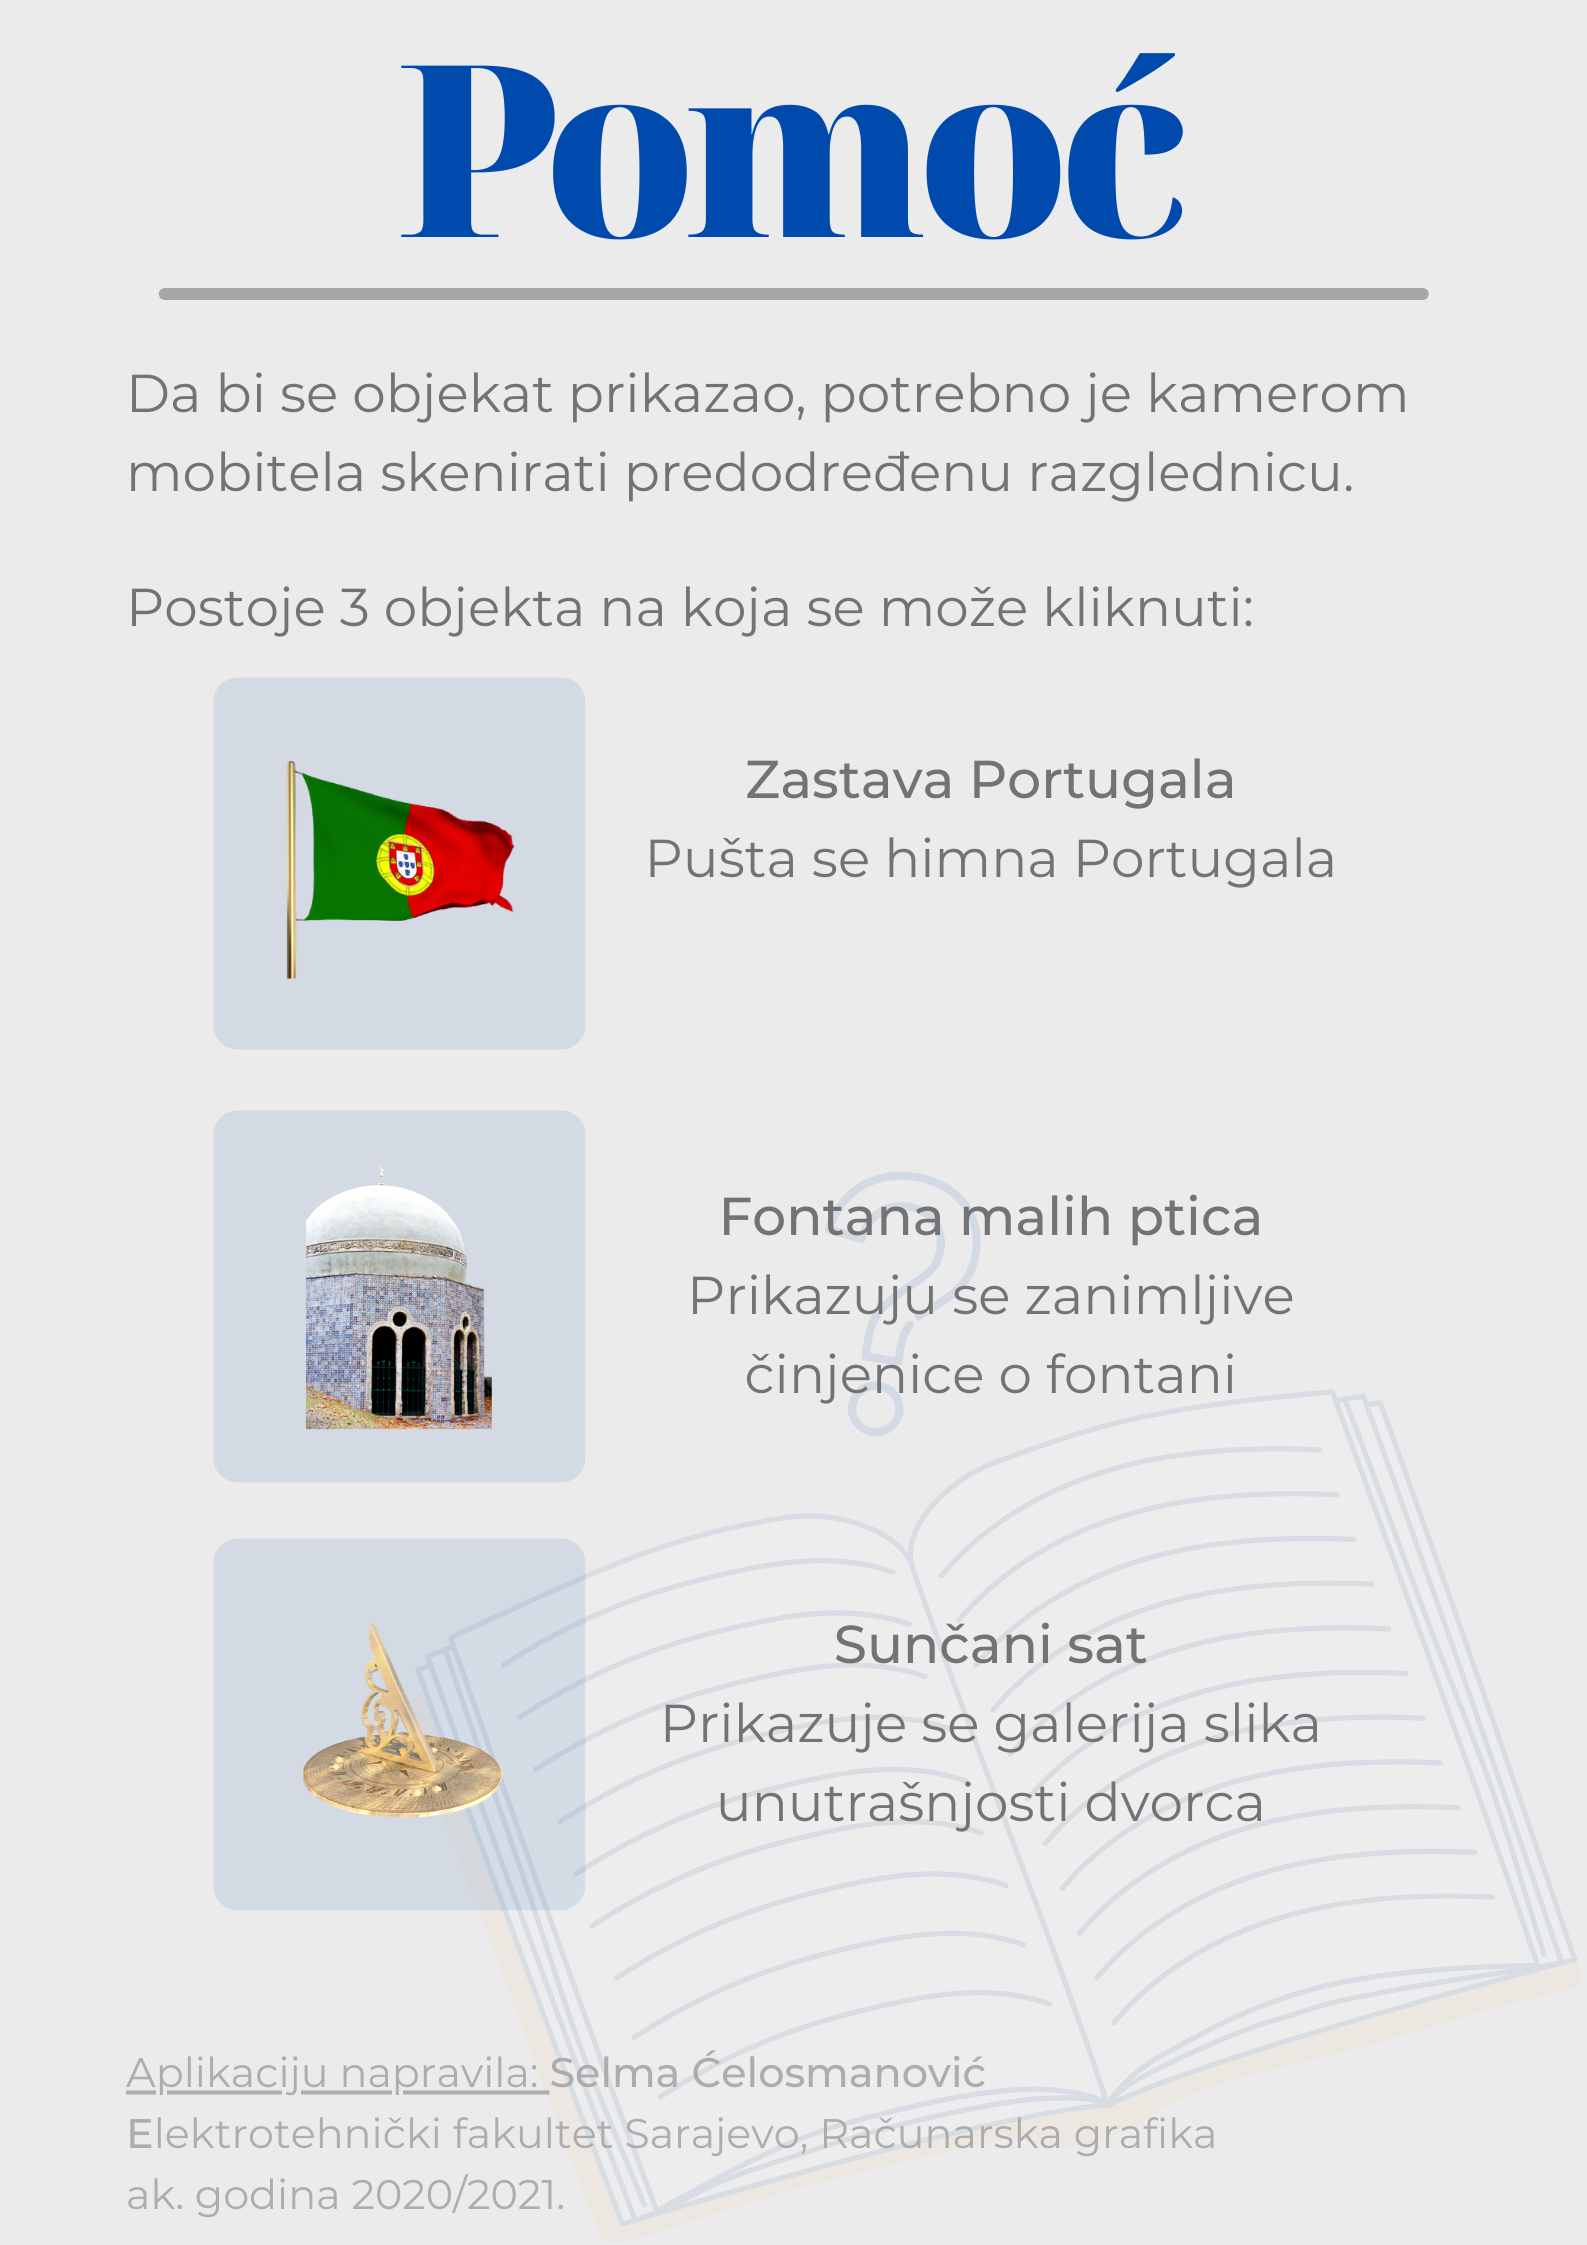 Pomoć
Da bi se objekat prikazao, potrebno je kamerom
mobitela skenirati predodređenu razglednicu.
Postoje 3 objekta na koja se može kliknuti:
Zastava Portugala
Pušta se himna Portugala
Fontana malih ptica
Prikazuju se zanimljive
činjenice o fontani
Sunčani sat
Prikazuje se galerija slika
unutrašnjosti dvorca
Aplikaciju napravila: Selma Ćelosmanović
Elektrotehnički fakultet Sarajevo, Računarska grafika
ak. godina 2020/2021.